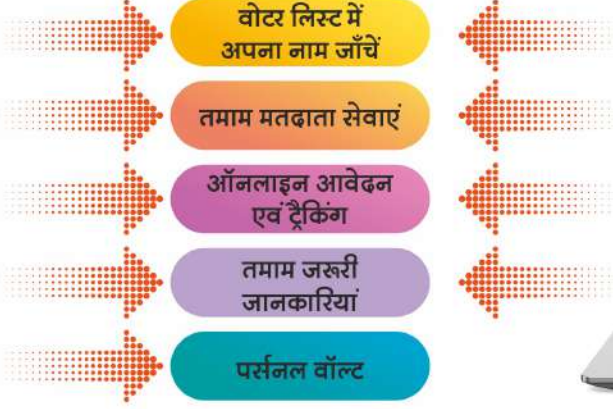 वोटर लिस्ट में
अपना नाम जाँचें
तमाम मतदाता सेवाएं
ऑनलाइन आवेदन
एवं ट्रैकिंग
तमाम जरूरी
जानकारियां
पर्सनल वॉल्ट